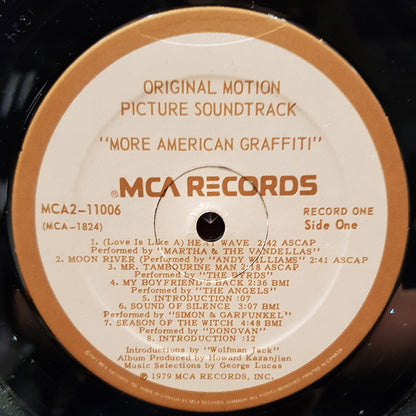 ORIGINAL MOTION
PICTURE SOUNDTRACK
"MORE AMERICAN GRAFFITI"
®MCA RECORDS
MCA2-11006
(MCA-1824)
RECORD ONE
Side One
1. (Love Is Like A) HEAT WAVE 2:42 ASCAP
Performed by "MARTHA & THE VANDELLAS"
2. MOON RIVER (Performed by "ANDY WILLIAMS") 2:41 ASCAP
3. MR. TAMBOURINE MAN 2:18 ASCAP
Performed by "THE BYRDS"
4. MY BOYFRIEND'S BACK 2:36 BMI
Performed by "THE ANGELS"
5. INTRODUCTION :07
6. SOUND OF SILENCE 3:07 BMI
Performed by "SIMON & GARFUNKEL"
7. SEASON OF THE WITCH 4:48 BMI
Performed by "DONOVAN"
8. INTRODUCTION :12
Introductions by "Wolfman Jack"
Album Produced by Howard Kazanjian
Music Selections by George Lucas
℗ 1979 MCA RECORDS, INC.